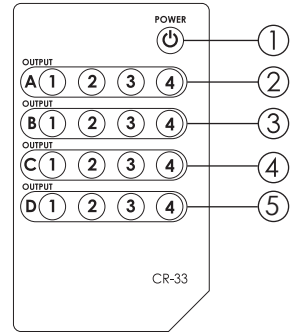 POWER
1
OUTPUT
A 1 2 3 4 2
OUTPUT
B 1 2 3 4 3
OUTPUT
C 1 2 3 4 4
OUTPUT
D 1 2 3 4 5
CR-33